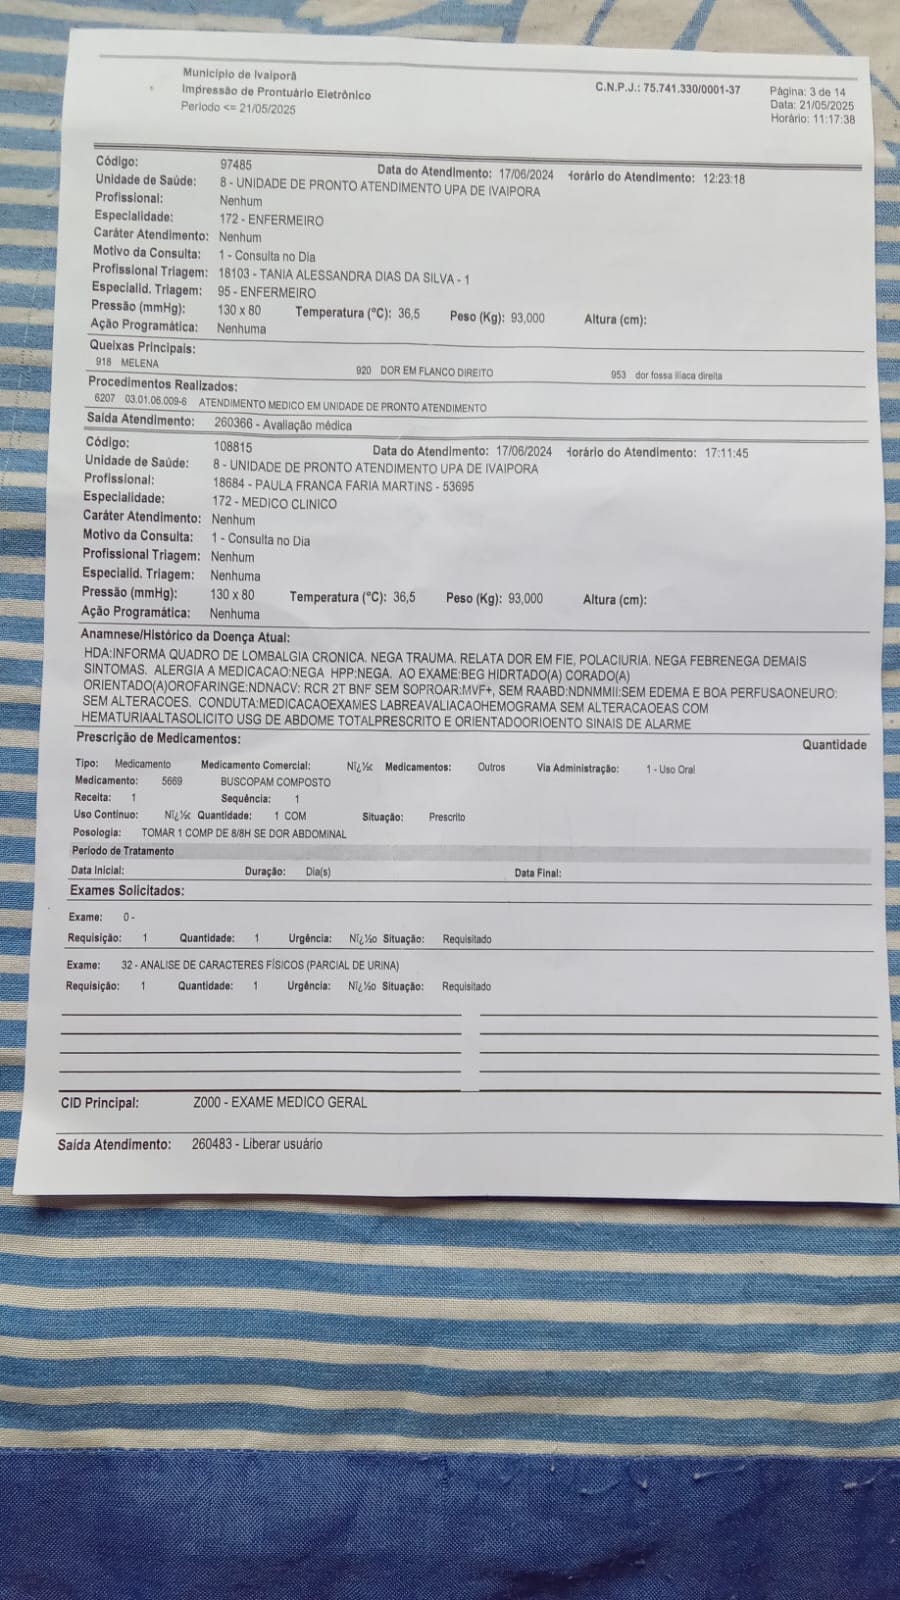 Município de Ivaiporã
Impressão de Prontuário Eletrônico
Periodo <= 21/05/2025
C.N.P.J.: 75.741.330/0001-37
Página: 3 de 14
Data: 21/05/2025
Horário: 11:17:38
Código: 97485 Data do Atendimento: 17/06/2024 Horário do Atendimento: 12:23:18
Unidade de Saúde: 8 - UNIDADE DE PRONTO ATENDIMENTO UPA DE IVAIPORA
Profissional: Nenhum
Especialidade: 172 - ENFERMEIRO
Caráter Atendimento: Nenhum
Motivo da Consulta: 1 - Consulta no Dia
Profissional Triagem: 18103 - TANIA ALESSANDRA DIAS DA SILVA - 1
Especialid. Triagem: 95 - ENFERMEIRO
Pressão (mmHg): 130 x 80 Temperatura (°C): 36,5 Peso (Kg): 93,000 Altura (cm):
Ação Programática: Nenhuma
Queixas Principais:
918 MELENA 920 DOR EM FLANCO DIREITO 953 dor fossa iliaca direita
Procedimentos Realizados:
6207 03.01.06.009-6 ATENDIMENTO MEDICO EM UNIDADE DE PRONTO ATENDIMENTO
Saída Atendimento: 260366 - Avaliação médica
Código: 108815 Data do Atendimento: 17/06/2024 Horário do Atendimento: 17:11:45
Unidade de Saúde: 8 - UNIDADE DE PRONTO ATENDIMENTO UPA DE IVAIPORA
Profissional: 18684 - PAULA FRANCA FARIA MARTINS - 53695
Especialidade: 172 - MEDICO CLINICO
Caráter Atendimento: Nenhum
Motivo da Consulta: 1 - Consulta no Dia
Profissional Triagem: Nenhum
Especialid. Triagem: Nenhuma
Pressão (mmHg): 130 x 80 Temperatura (°C): 36,5 Peso (Kg): 93,000 Altura (cm):
Ação Programática: Nenhuma
Anamnese/Histórico da Doença Atual:
HDA:INFORMA QUADRO DE LOMBALGIA CRONICA. NEGA TRAUMA. RELATA DOR EM FIE, POLACIURIA. NEGA FEBRENEGA DEMAIS
SINTOMAS. ALERGIA A MEDICACAO:NEGA HPP:NEGA. AO EXAME:BEG HIDRTADO(A) CORADO(A)
ORIENTADO(A)OROFARINGE:NDNACV: RCR 2T BNF SEM SOPROAR:MVF+, SEM RAABD:NDNMMII:SEM EDEMA E BOA PERFUSAONEURO:
SEM ALTERACOES. CONDUTA:MEDICACAOEXAMES LABREAVALIACAOHEMOGRAMA SEM ALTERACAOEAS COM
HEMATURIAALTASOLICITO USG DE ABDOME TOTALPRESCRITO E ORIENTADOORIOENTO SINAIS DE ALARME
Prescrição de Medicamentos: Quantidade
Tipo: Medicamento Medicamento Comercial: Nï¿½c Medicamentos: Outros Via Administração: 1 - Uso Oral
Medicamento: 5669 BUSCOPAM COMPOSTO
Receita: 1 Sequência: 1
Uso Contínuo: Nï¿½c Quantidade: 1 COM Situação: Prescrito
Posologia: TOMAR 1 COMP DE 8/8H SE DOR ABDOMINAL
Período de Tratamento
Data Inicial: Duração: Dia(s) Data Final:
Exames Solicitados:
Exame: 0 -
Requisição: 1 Quantidade: 1 Urgência: Nï¿½o Situação: Requisitado
Exame: 32 - ANALISE DE CARACTERES FÍSICOS (PARCIAL DE URINA)
Requisição: 1 Quantidade: 1 Urgência: Nï¿½o Situação: Requisitado
CID Principal: Z000 - EXAME MEDICO GERAL
Saída Atendimento: 260483 - Liberar usuário